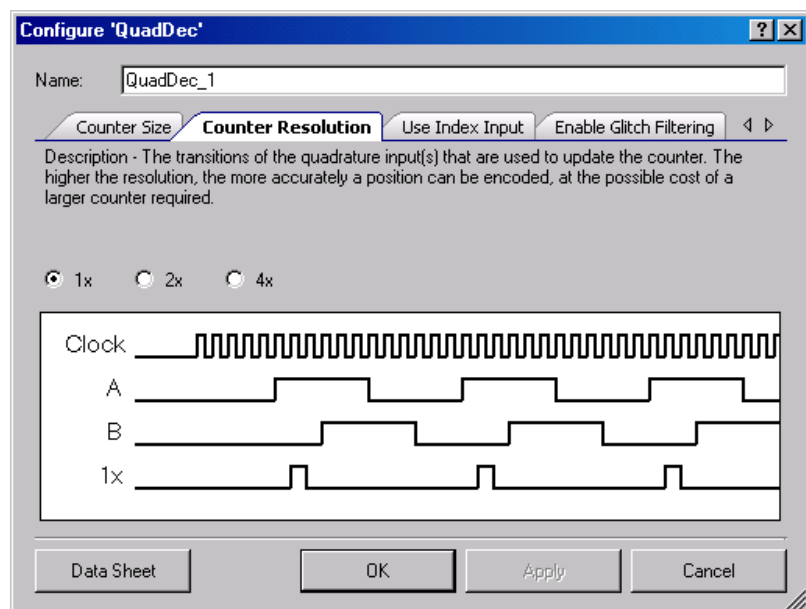 Configure 'QuadDec'
Name: QuadDec_1
Counter Size Counter Resolution Use Index Input Enable Glitch Filtering
Description - The transitions of the quadrature input(s) that are used to update the counter. The
higher the resolution, the more accurately a position can be encoded, at the possible cost of a
larger counter required.
1x 2x 4x
Clock
A
B
1x
Data Sheet OK Apply Cancel